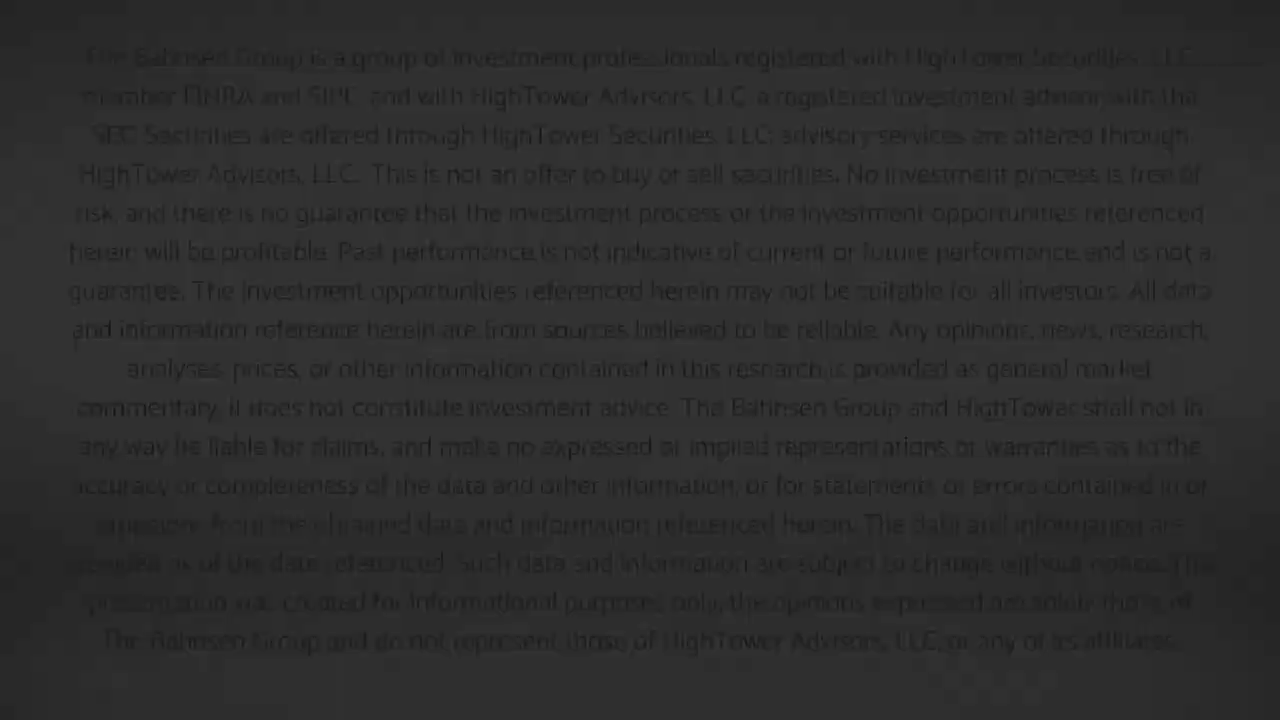 The Bahnsen Group is a group of investment professionals registered with HighTower Securities, LLC,
member FINRA and SIPC, and with HighTower Advisors, LLC, a registered investment advisor with the
SEC. Securities are offered through HighTower Securities, LLC; advisory services are offered through
HighTower Advisors, LLC. This is not an offer to buy or sell securities. No investment process is free of
risk, and there is no guarantee that the investment process or the investment opportunities referenced
herein will be profitable. Past performance is not indicative of current or future performance and is not a
guarantee. The investment opportunities referenced herein may not be suitable for all investors. All data
and information reference herein are from sources believed to be reliable. Any opinions, news, research,
analyses, prices, or other information contained in this research is provided as general market
commentary, it does not constitute investment advice. The Bahnsen Group and HighTower shall not in
any way be liable for claims, and make no expressed or implied representations or warranties as to the
accuracy or completeness of the data and other information, or for statements or errors contained in or
omissions from the obtained data and information referenced herein. The data and information are
provided as of the date referenced. Such data and information are subject to change without notice. This
presentation was created for informational purposes only; the opinions expressed are solely those of
The Bahnsen Group and do not represent those of HighTower Advisors, LLC, or any of its affiliates.